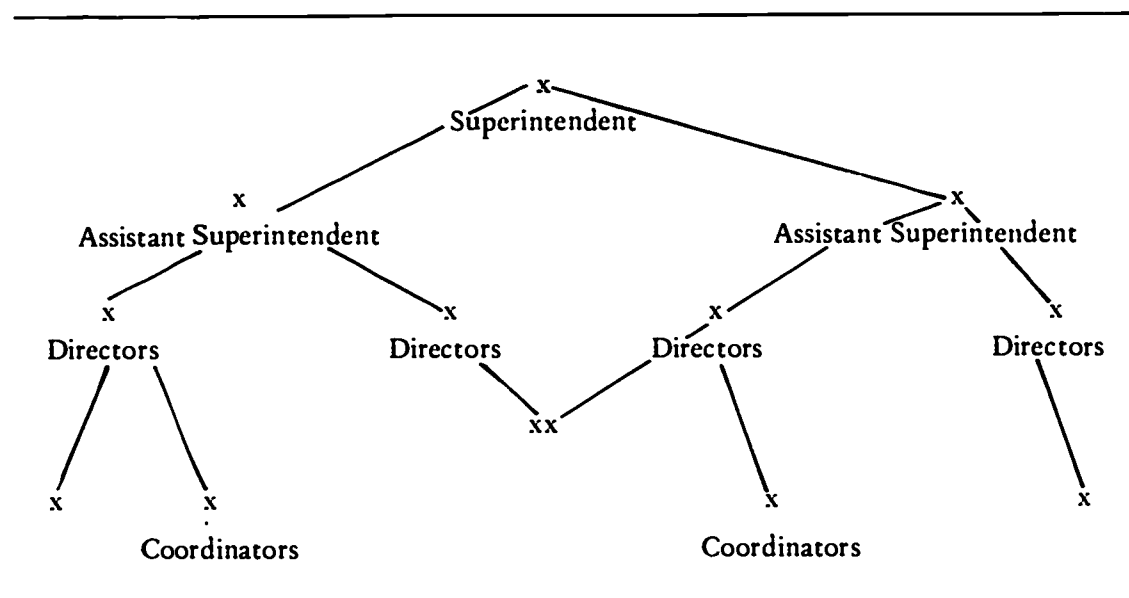 x
Superintendent
x x
Assistant Superintendent Assistant Superintendent
x x x x
Directors Directors Directors Directors
xx
x x x x
Coordinators Coordinators